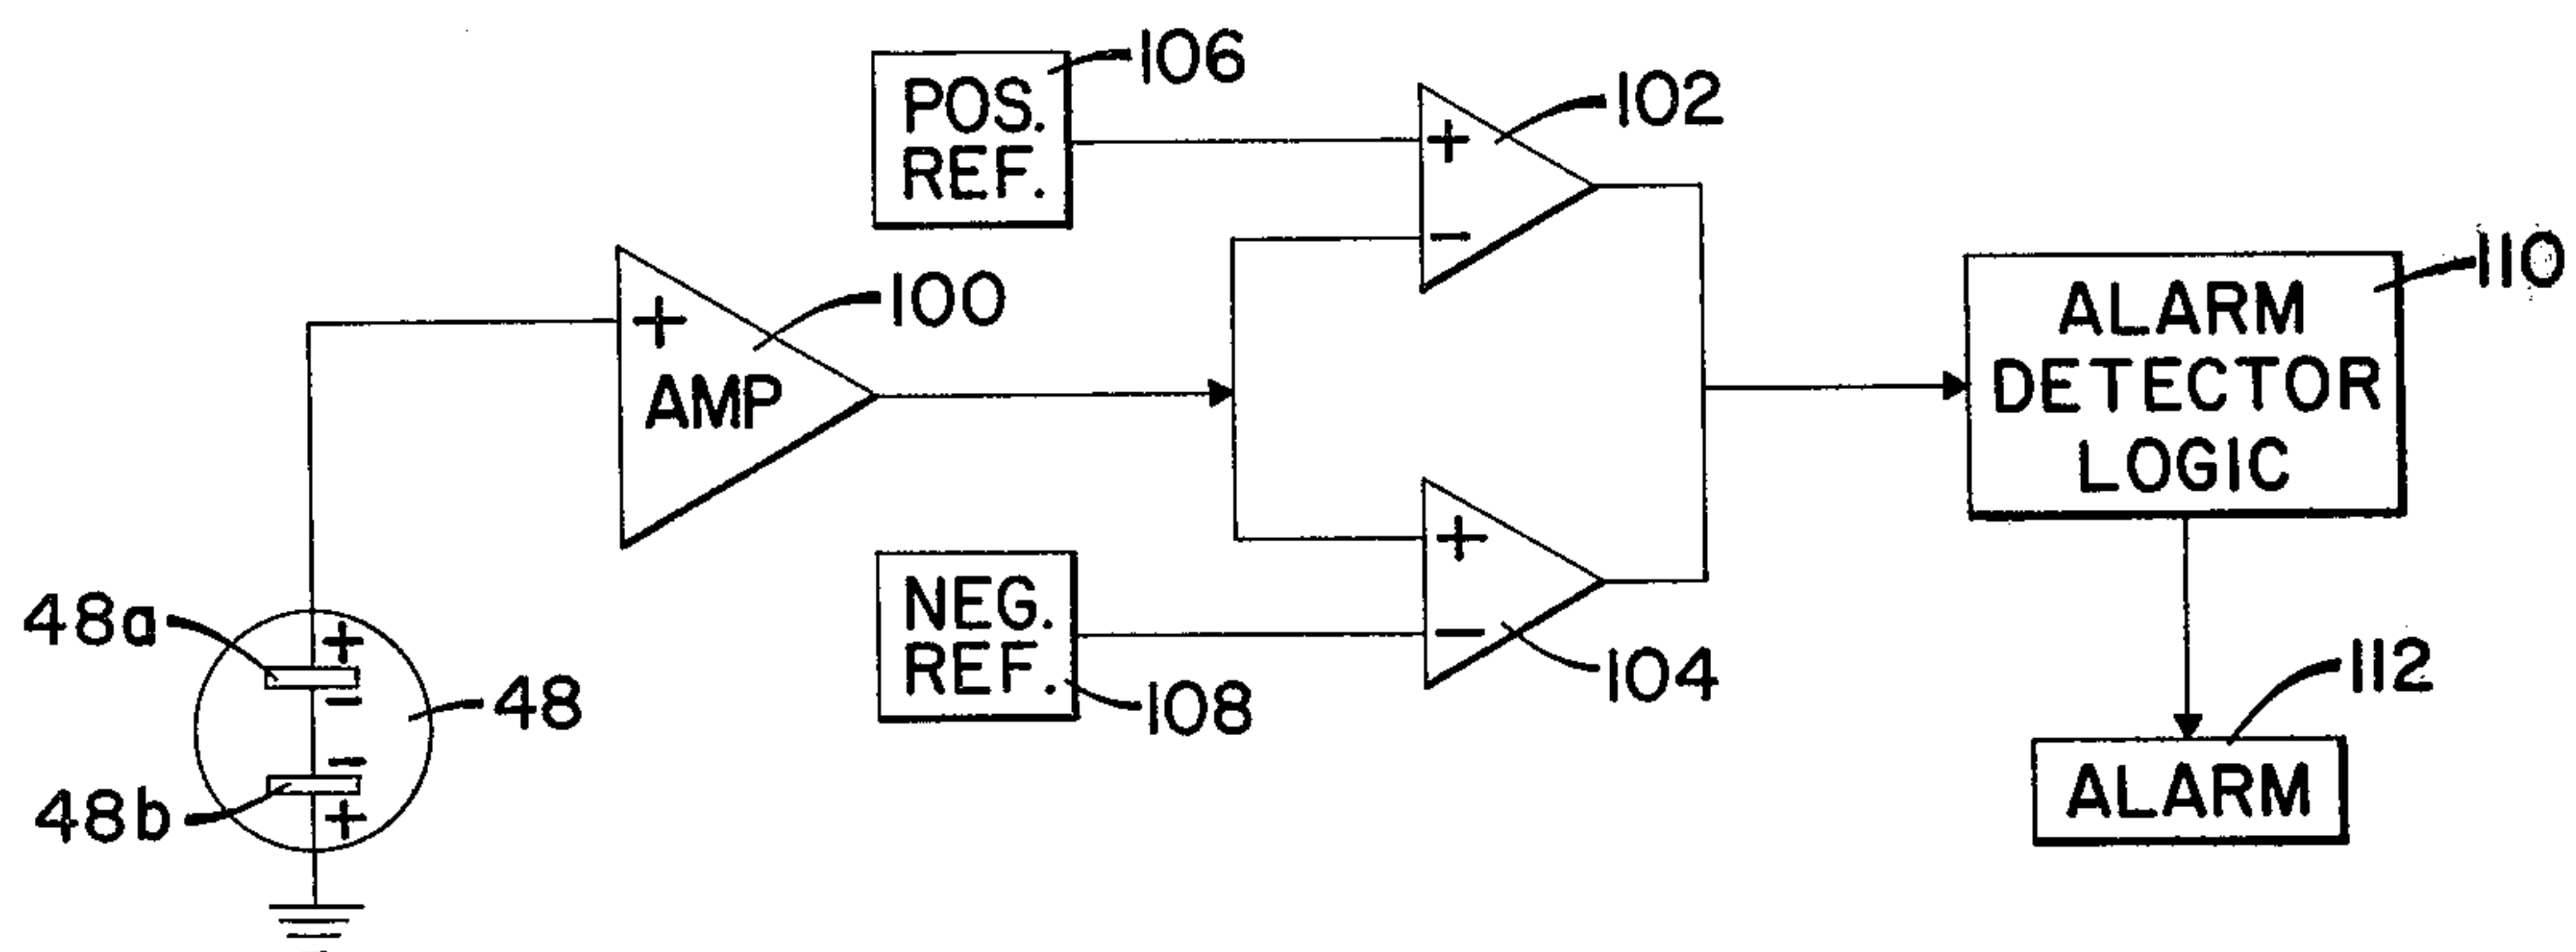 106
POS.
REF.
+
102
-
110
ALARM
DETECTOR
LOGIC
100
+
AMP
+
-
104
NEG.
REF.
108
112
ALARM
48a
+
-
48
-
48b
+